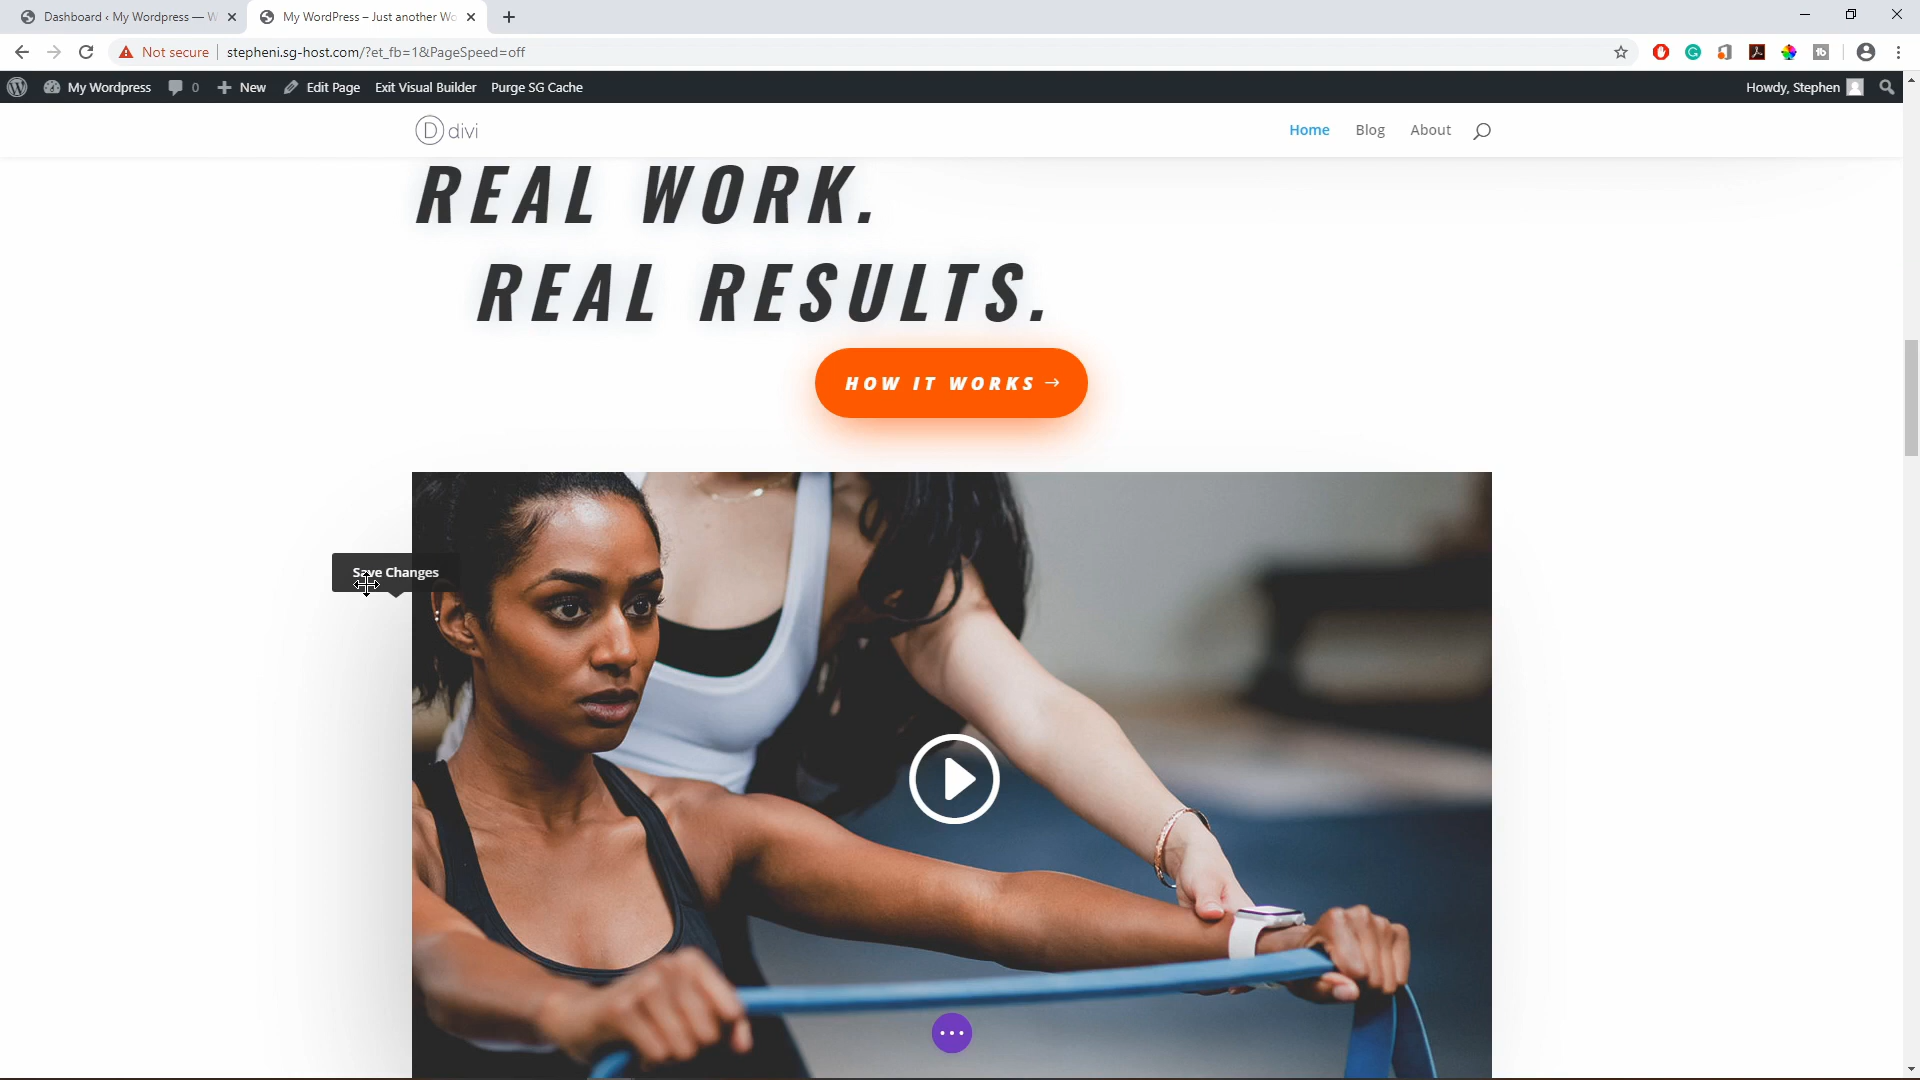 Dashboard ‹ My Wordpress — W
My WordPress – Just another Wo
Not secure
stepheni.sg-host.com/?et_fb=1&PageSpeed=off
My Wordpress
0
New
Edit Page
Exit Visual Builder
Purge SG Cache
Howdy, Stephen
D divi
Home
Blog
About
REAL WORK.
REAL RESULTS.
HOW IT WORKS →
Save Changes